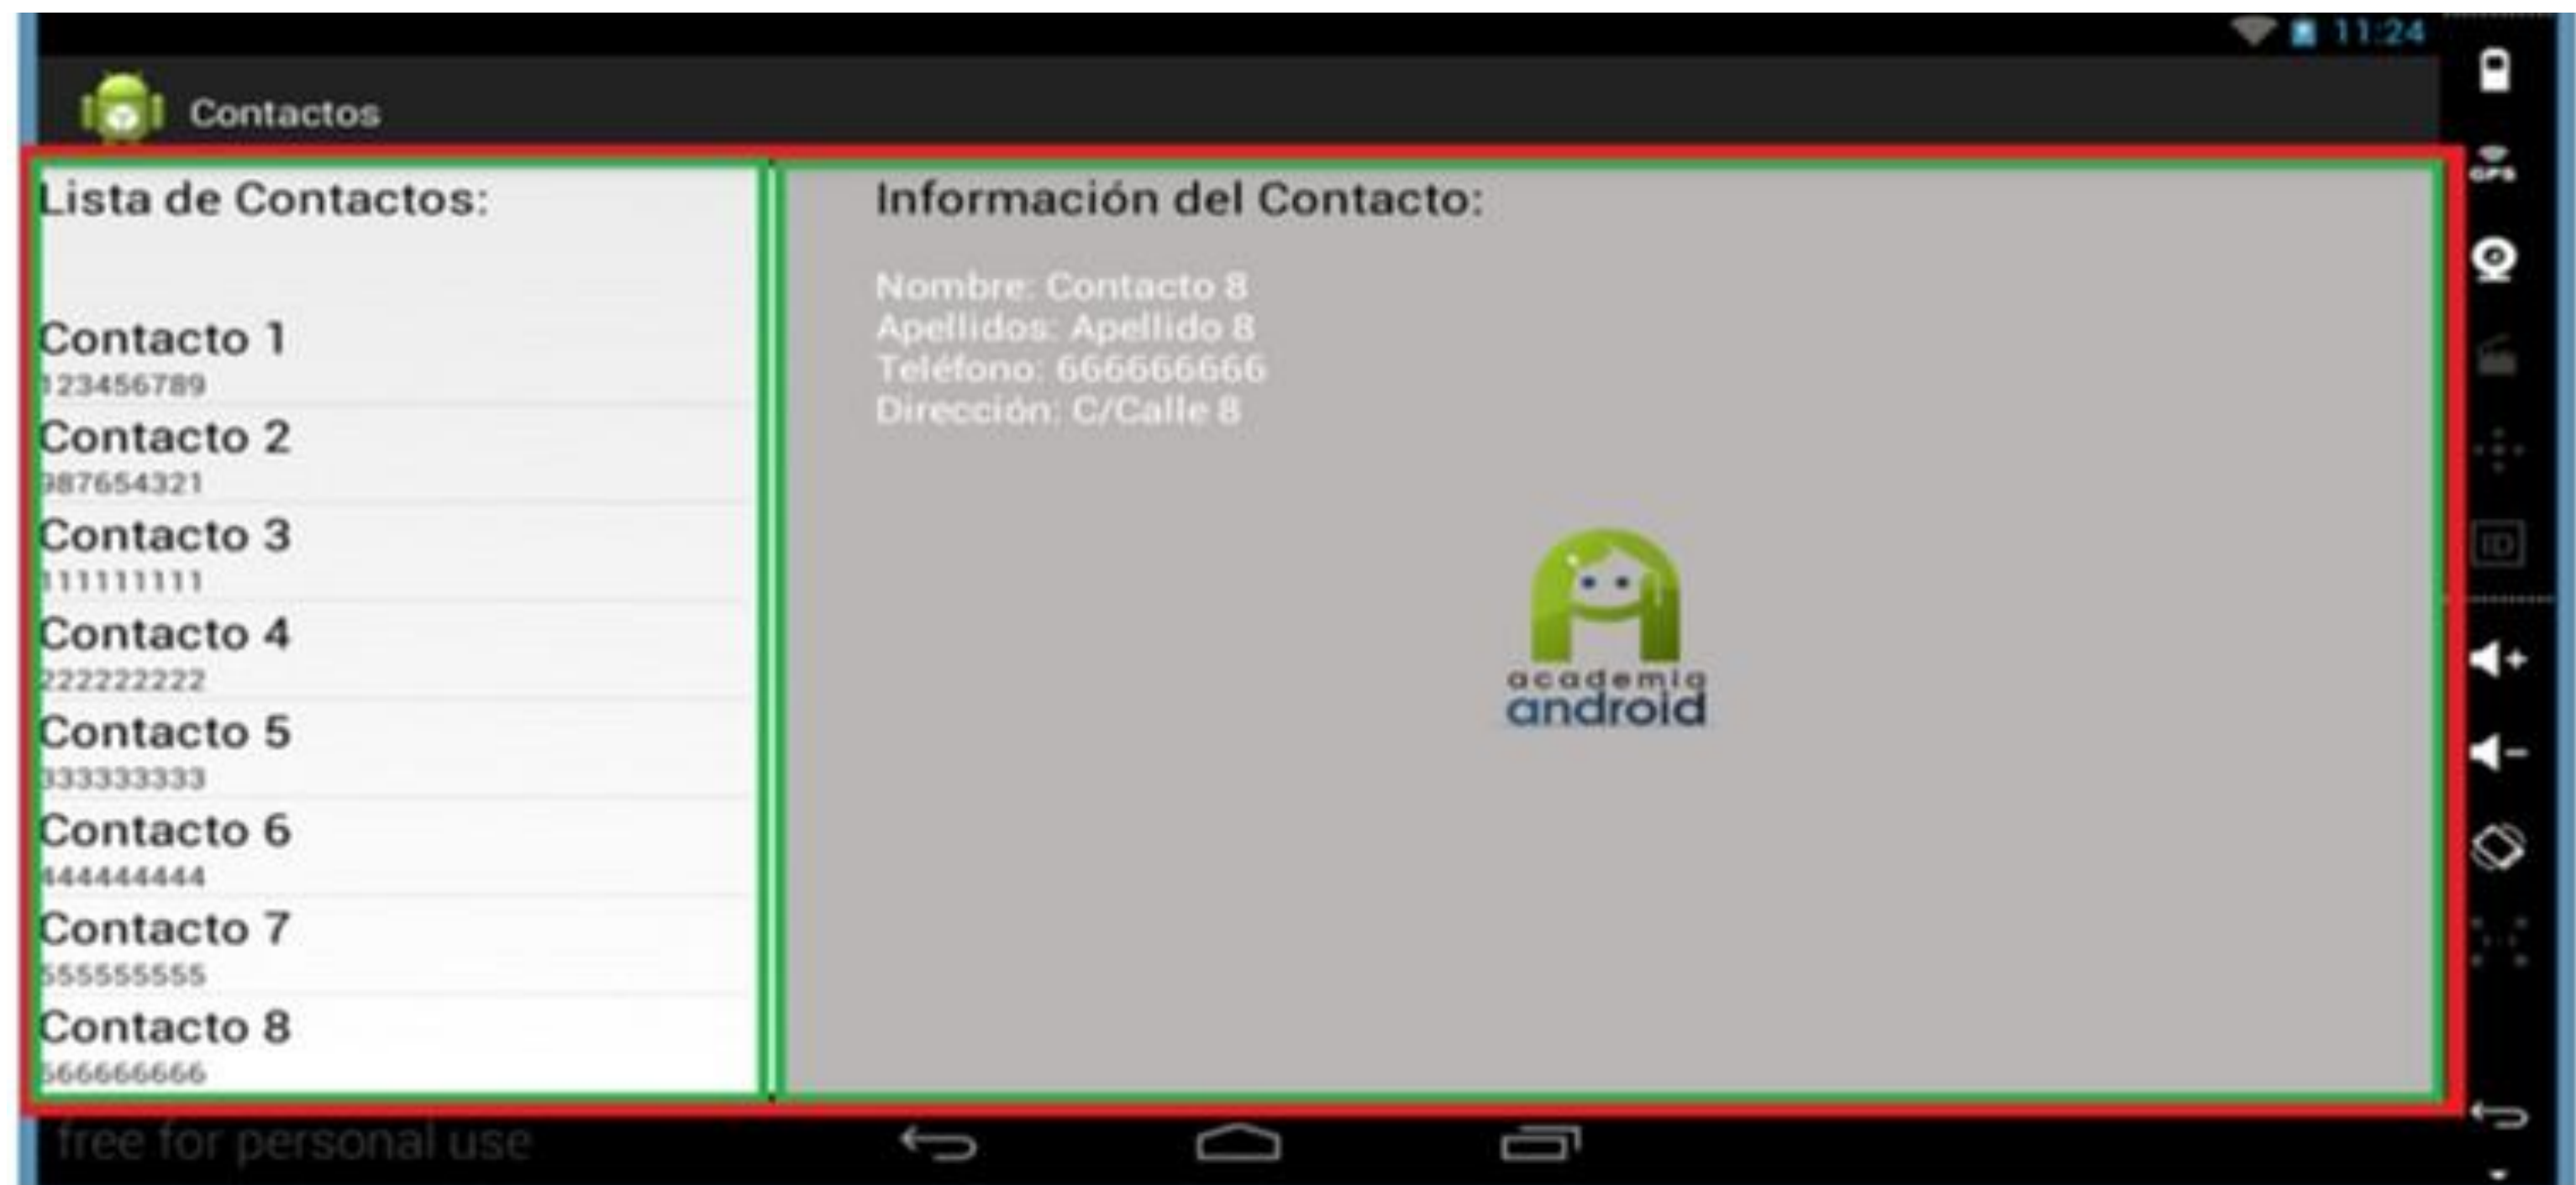 11:24
Contactos
GPS
Lista de Contactos:
Contacto 1
123456789
Contacto 2
987654321
Contacto 3
111111111
Contacto 4
222222222
Contacto 5
333333333
Contacto 6
444444444
Contacto 7
555555555
Contacto 8
666666666
Información del Contacto:
Nombre: Contacto 8
Apellidos: Apellido 8
Teléfono: 666666666
Dirección: C/Calle 8
academia
android
ID
free for personal use